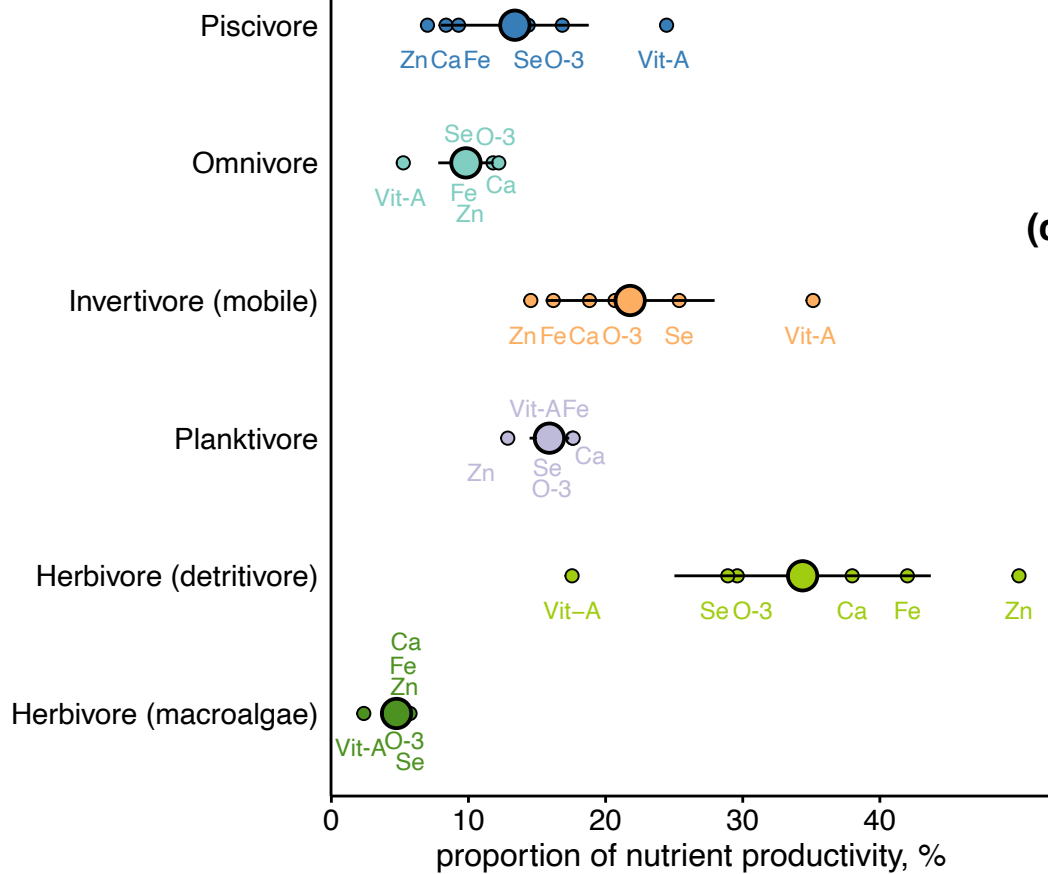 Piscivore
Zn Ca Fe Se O-3 Vit-A
Se O-3
Omnivore
Vit-A Fe Ca
Zn
(
Invertivore (mobile)
Zn Fe Ca O-3 Se Vit-A
Vit-A Fe
Planktivore
Zn Se Ca
O-3
Herbivore (detritivore)
Vit–A Se O-3 Ca Fe Zn
Ca
Fe
Zn
Herbivore (macroalgae)
Vit-A O-3
Se
0 10 20 30 40
proportion of nutrient productivity, %